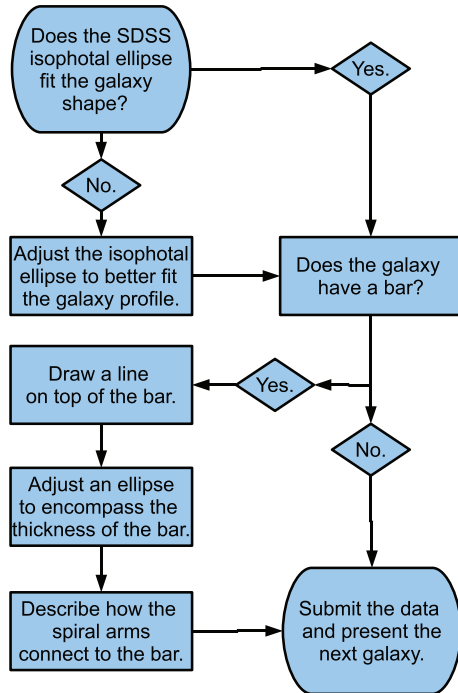 Does the SDSS
isophotal ellipse
fit the galaxy
shape?
Yes.
No.
Adjust the isophotal
ellipse to better fit
the galaxy profile.
Does the galaxy
have a bar?
Draw a line
on top of the bar.
Yes.
No.
Adjust an ellipse
to encompass the
thickness of the bar.
Describe how the
spiral arms
connect to the bar.
Submit the data
and present the
next galaxy.